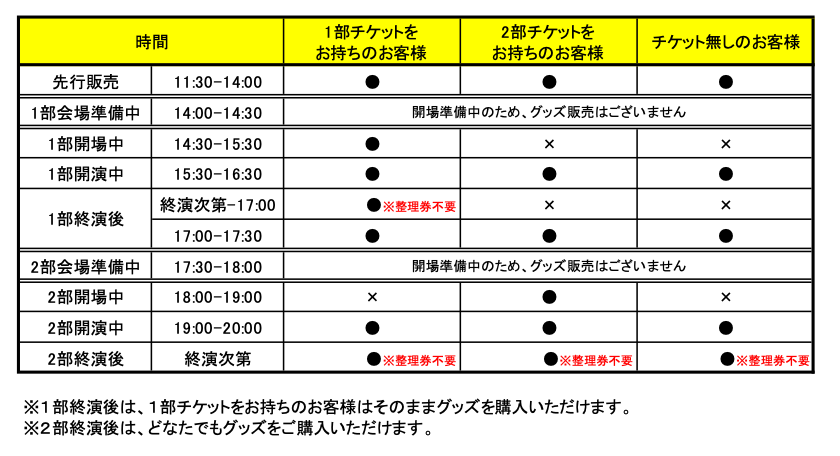 時間 1部チケットを お持ちのお客様 2部チケットを お持ちのお客様 チケット無しのお客様
先行販売 11:30-14:00 ● ● ●
1部会場準備中 14:00-14:30 開場準備中のため、グッズ販売はございません
1部開場中 14:30-15:30 ● × ×
1部開演中 15:30-16:30 ● ● ●
1部終演後 終演次第-17:00 ●※整理券不要 × ×
17:00-17:30 ● ● ●
2部会場準備中 17:30-18:00 開場準備中のため、グッズ販売はございません
2部開場中 18:00-19:00 × ● ×
2部開演中 19:00-20:00 ● ● ●
2部終演後 終演次第 ●※整理券不要 ●※整理券不要 ●※整理券不要
※1部終演後は、1部チケットをお持ちのお客様はそのままグッズを購入いただけます。
※2部終演後は、どなたでもグッズをご購入いただけます。